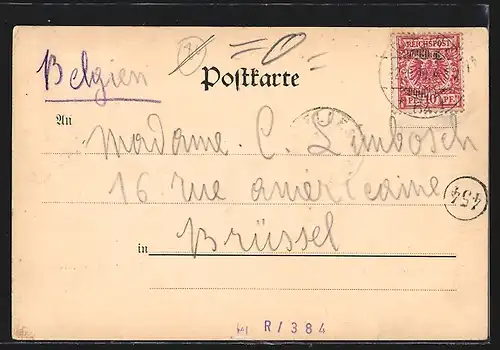 Belgien
Postkarte
REICHSPOST
10 PF.
An
Madame. C. Limbosch
16 rue américaine
in Brüssel
454
R/384